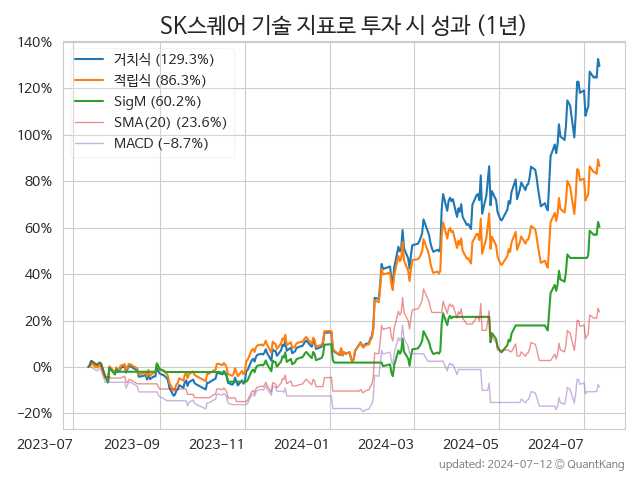 SK스퀘어 기술 지표로 투자 시 성과 (1년)
140%
120%
100%
80%
60%
40%
20%
0%
−20%
거치식 (129.3%)
적립식 (86.3%)
SigM (60.2%)
SMA(20) (23.6%)
MACD (−8.7%)
2023-07 2023-09 2023-11 2024-01 2024-03 2024-05 2024-07
updated: 2024-07-12 © QuantKang